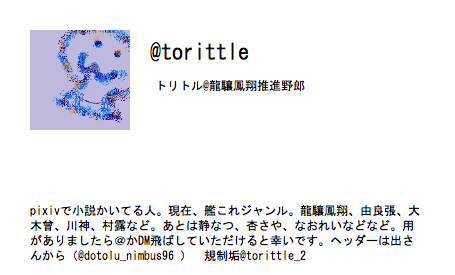 @torittle
トリトル@龍驤鳳翔推進野郎
pixivで小説かいてる人。現在、艦これジャンル。龍驤鳳翔、由良張、大
木曾、川神、村露など。あとは静なつ、杏さや、なおれいなどなど。用
がありましたら＠かDM飛ばしていただけると幸いです。ヘッダーは出さ
んから（@dotolu_nimbus96 ） 規制垢@torittle_2